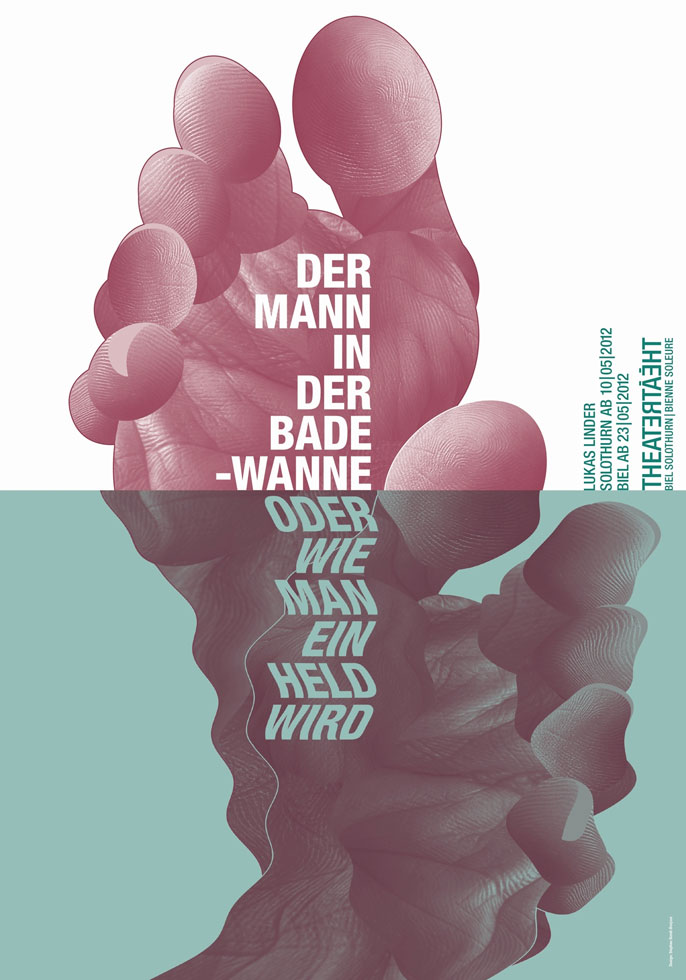 DER
MANN
IN
DER
BADE
-WANNE
ODER
WIE
MAN
EIN
HELD
WIRD
LUKAS LINDER
SOLOTHURN AB 10|05|2012
BIEL AB 23|05|2012
THEATƎRTÄƎHT
BIEL SOLOTHURN | BIENNE SOLEURE